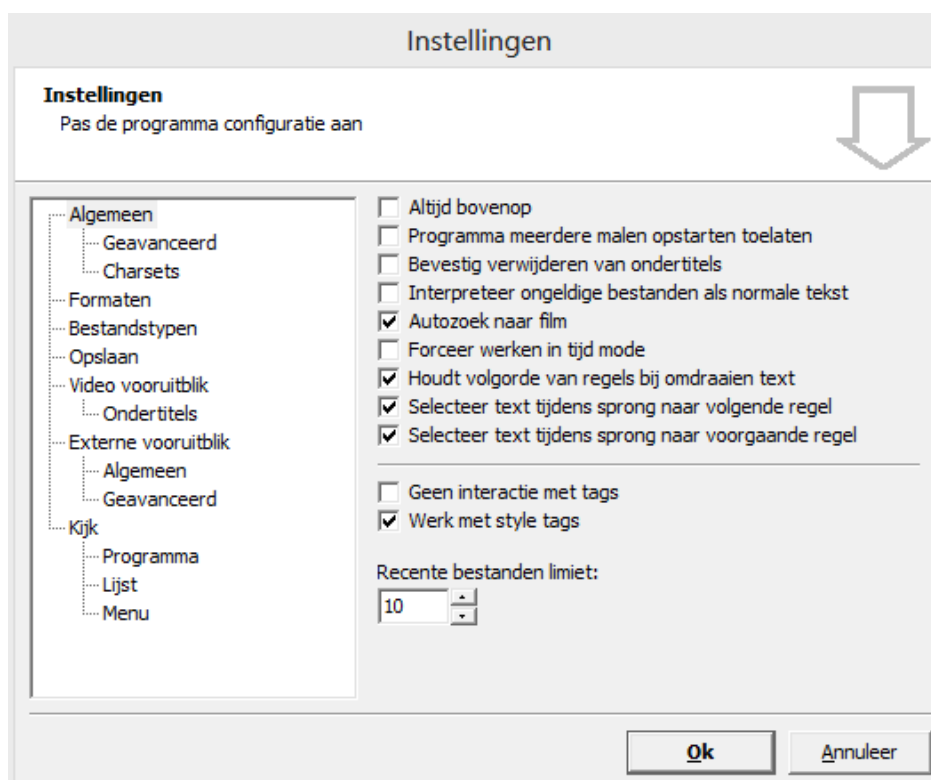 Instellingen
Instellingen
Pas de programma configuratie aan
Algemeen
Geavanceerd
Charsets
Formaten
Bestandstypen
Opslaan
Video vooruitblik
Ondertitels
Externe vooruitblik
Algemeen
Geavanceerd
Kijk
Programma
Lijst
Menu
Altijd bovenop
Programma meerdere malen opstarten toelaten
Bevestig verwijderen van ondertitels
Interpreteer ongeldige bestanden als normale tekst
Autozoek naar film
Forceer werken in tijd mode
Houdt volgorde van regels bij omdraaien text
Selecteer text tijdens sprong naar volgende regel
Selecteer text tijdens sprong naar voorgaande regel
Geen interactie met tags
Werk met style tags
Recente bestanden limiet:
10
Ok
Annuleer